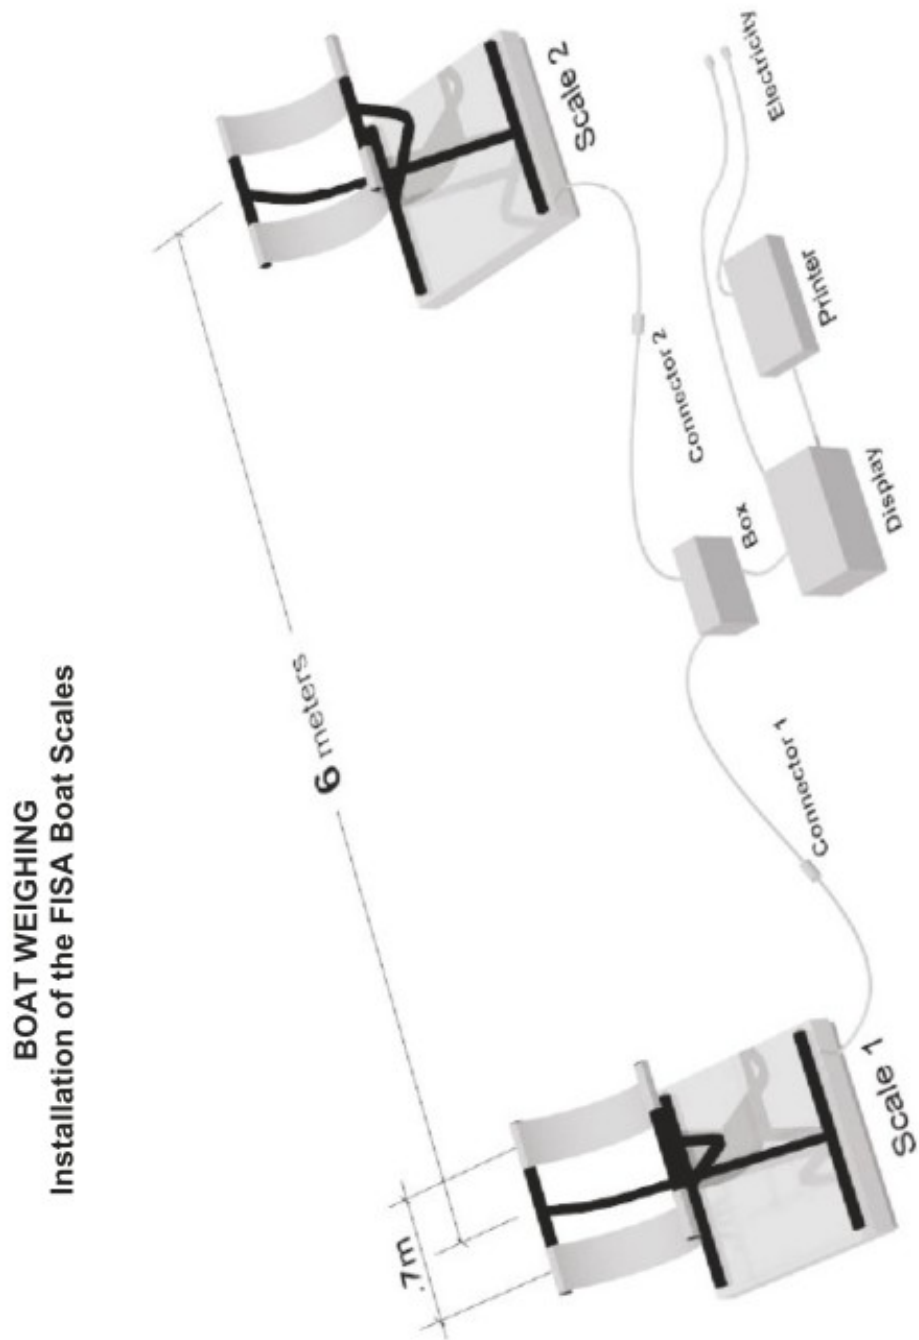 BOAT WEIGHING
Installation of the FISA Boat Scales
.7m
6 meters
Scale 1
Scale 2
Connector 1
Connector 2
Box
Display
Printer
Electricity